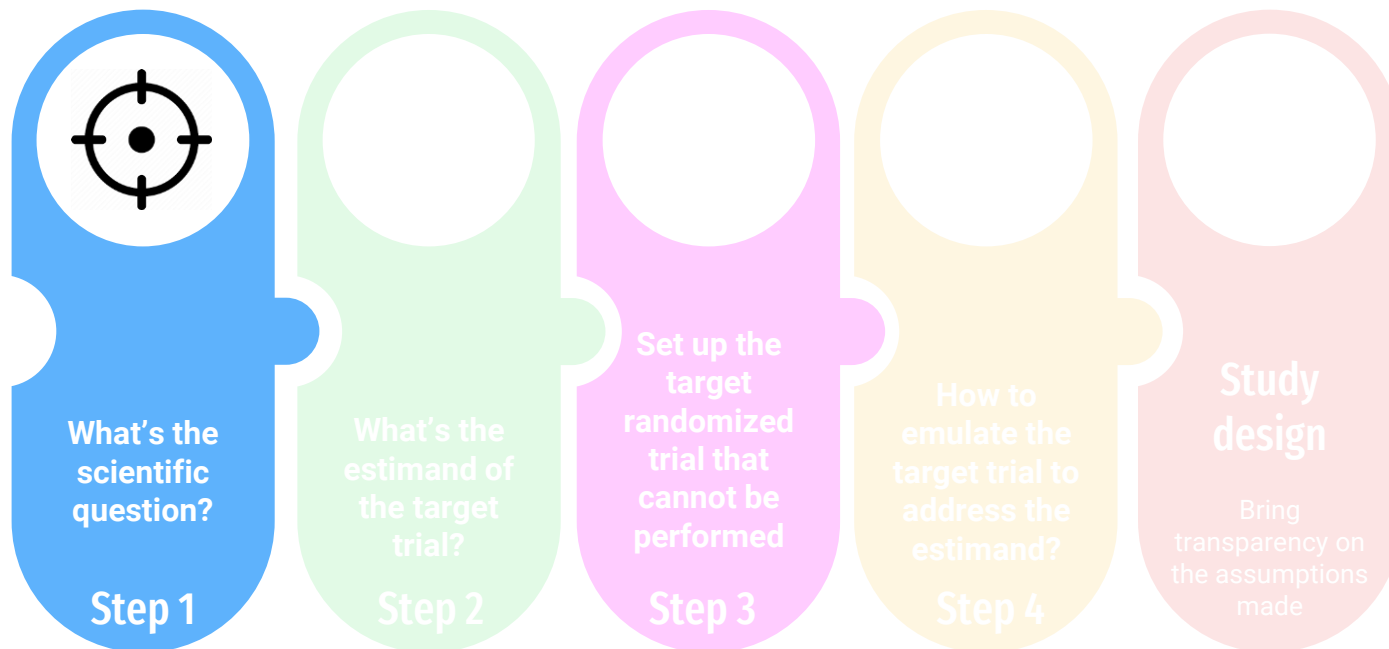 What’s the
scientific
question?
Step 1
What’s the
estimand of
the target
trial?
Step 2
Set up the
target
randomized
trial that
cannot be
performed
Step 3
How to
emulate the
target trial to
address the
estimand?
Step 4
Study
design
Bring
transparency on
the assumptions
made